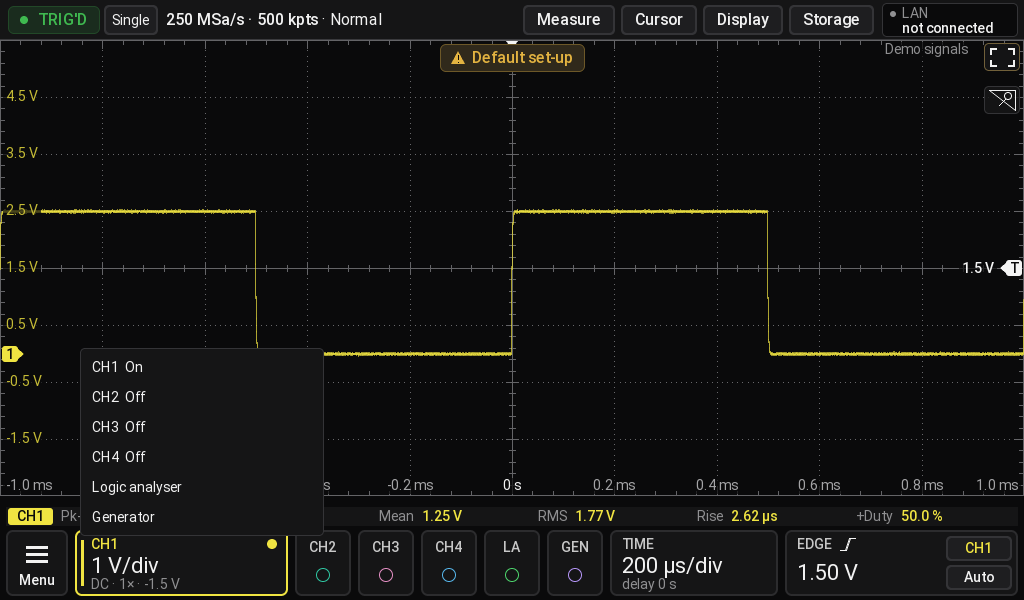 TRIG'D
Single
250 MSa/s · 500 kpts · Normal
Measure
Cursor
Display
Storage
LAN
not connected
Default set-up
Demo signals
4.5 V
3.5 V
2.5 V
1.5 V
0.5 V
-0.5 V
-1.5 V
1.5 V T
1
CH1 On
CH2 Off
CH3 Off
CH4 Off
Logic analyser
Generator
-1.0 ms
s
-0.2 ms
0 s
0.2 ms
0.4 ms
0.6 ms
0.8 ms
1.0 ms
CH1 Pk-
Mean 1.25 V
RMS 1.77 V
Rise 2.62 µs
+Duty 50.0 %
Menu
CH1
1 V/div
DC · 1× · -1.5 V
CH2
CH3
CH4
LA
GEN
TIME
200 µs/div
delay 0 s
EDGE
1.50 V
CH1
Auto